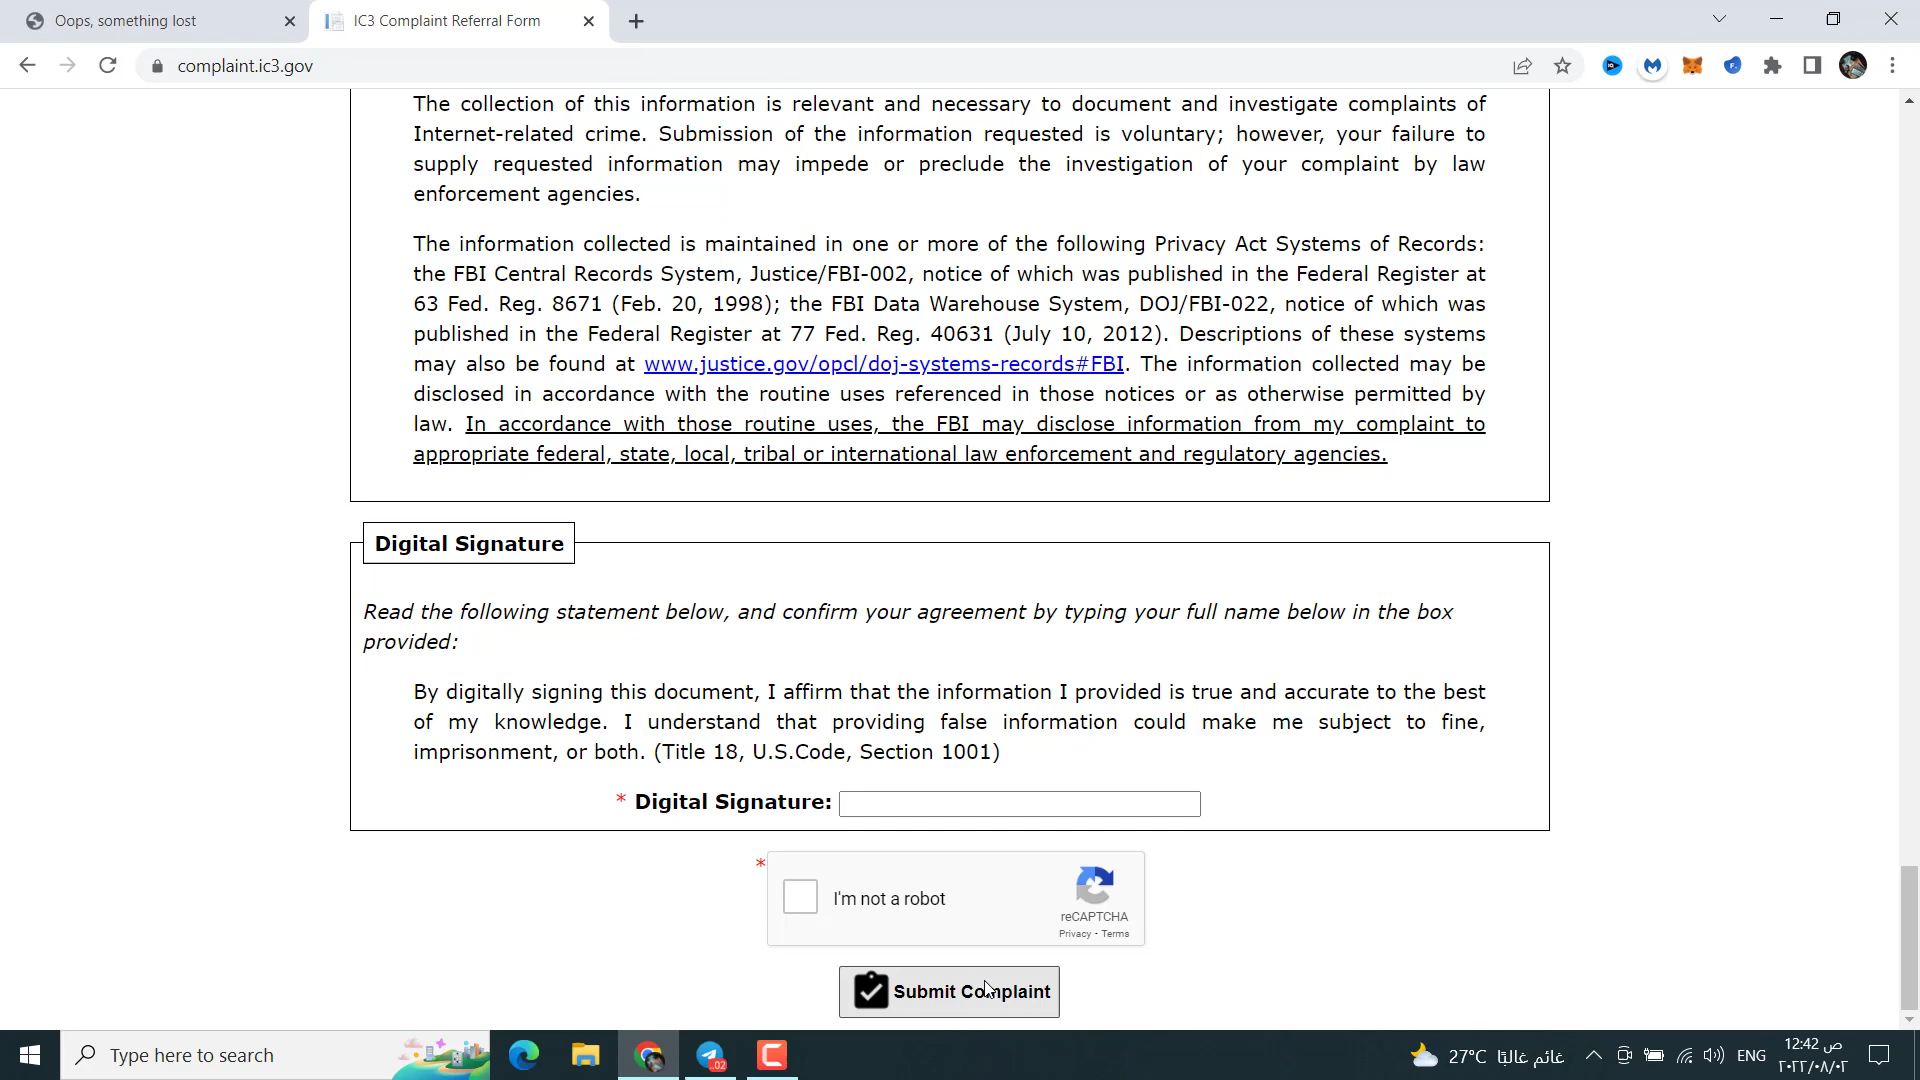 Oops, something lost
IC3 Complaint Referral Form
complaint.ic3.gov
The collection of this information is relevant and necessary to document and investigate complaints of
Internet-related crime. Submission of the information requested is voluntary; however, your failure to
supply requested information may impede or preclude the investigation of your complaint by law
enforcement agencies.
The information collected is maintained in one or more of the following Privacy Act Systems of Records:
the FBI Central Records System, Justice/FBI-002, notice of which was published in the Federal Register at
63 Fed. Reg. 8671 (Feb. 20, 1998); the FBI Data Warehouse System, DOJ/FBI-022, notice of which was
published in the Federal Register at 77 Fed. Reg. 40631 (July 10, 2012). Descriptions of these systems
may also be found at www.justice.gov/opcl/doj-systems-records#FBI. The information collected may be
disclosed in accordance with the routine uses referenced in those notices or as otherwise permitted by
law. In accordance with those routine uses, the FBI may disclose information from my complaint to
appropriate federal, state, local, tribal or international law enforcement and regulatory agencies.
Digital Signature
Read the following statement below, and confirm your agreement by typing your full name below in the box
provided:
By digitally signing this document, I affirm that the information I provided is true and accurate to the best
of my knowledge. I understand that providing false information could make me subject to fine,
imprisonment, or both. (Title 18, U.S.Code, Section 1001)
* Digital Signature:
*
I'm not a robot
reCAPTCHA
Privacy - Terms
Submit Complaint
Type here to search
02
27°C غائم غالبًا
ENG
12:42 ص
٢٠٢٢/٠٨/٠٢